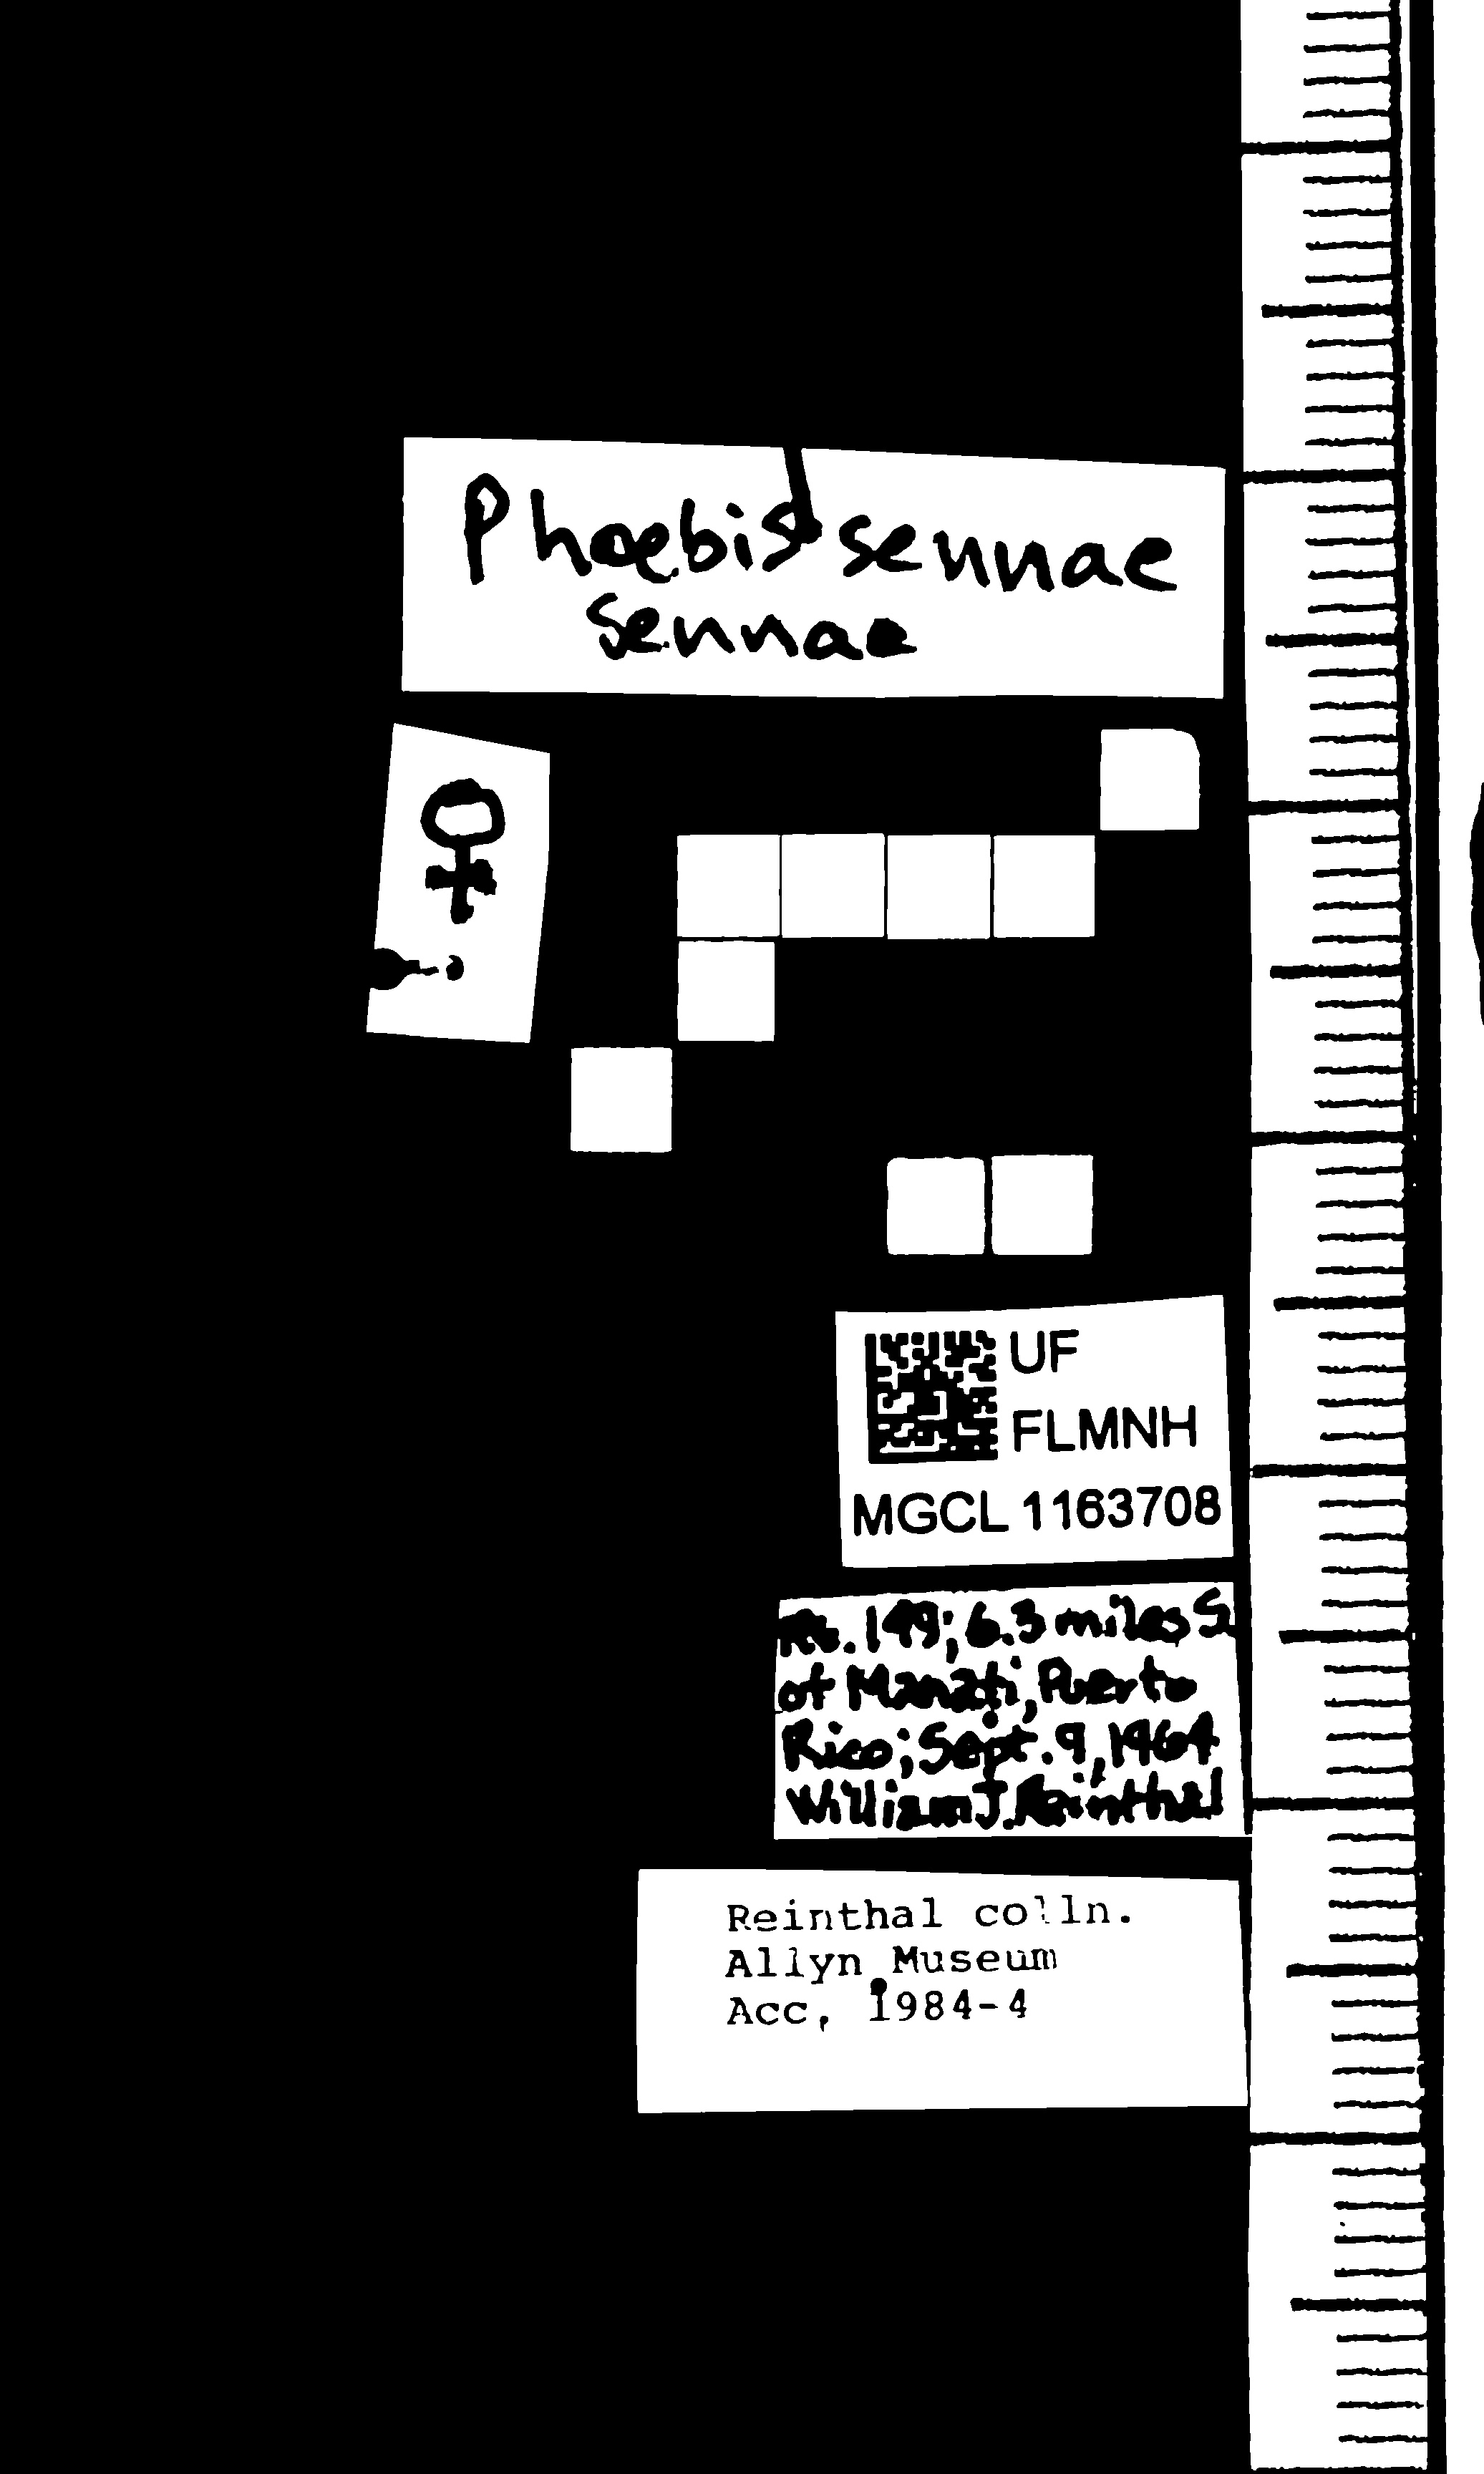 Phoebis sennae
sennae
♀
UF
FLMNH
MGCL 1163708
Rt. 149; 6.3 miles S.
of Manati, Puerto
Rico; Sept. 9, 1964
William J. Reinthal
Reinthal colln.
Allyn Museum
Acc, 1984-4